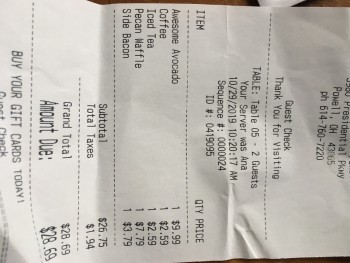 Presidential Pkwy
Powell, OH 43065
ph 614-760-7220
Guest Check
Thank You for Visiting
TABLE: Table 05 - 2 Guests
Your Server was Ana
10/29/2019 10:20:17 AM
Sequence #: 0000024
ID #: 0419095
ITEM QTY PRICE
Awesome Avocado 1 $9.99
Coffee 1 $2.59
Iced Tea 1 $2.59
Pecan Waffle 1 $7.79
Side Bacon 1 $3.79
Subtotal $26.75
Total Taxes $1.94
Grand Total $28.69
Amount Due: $28.69
BUY YOUR GIFT CARDS TODAY!
Guest Check